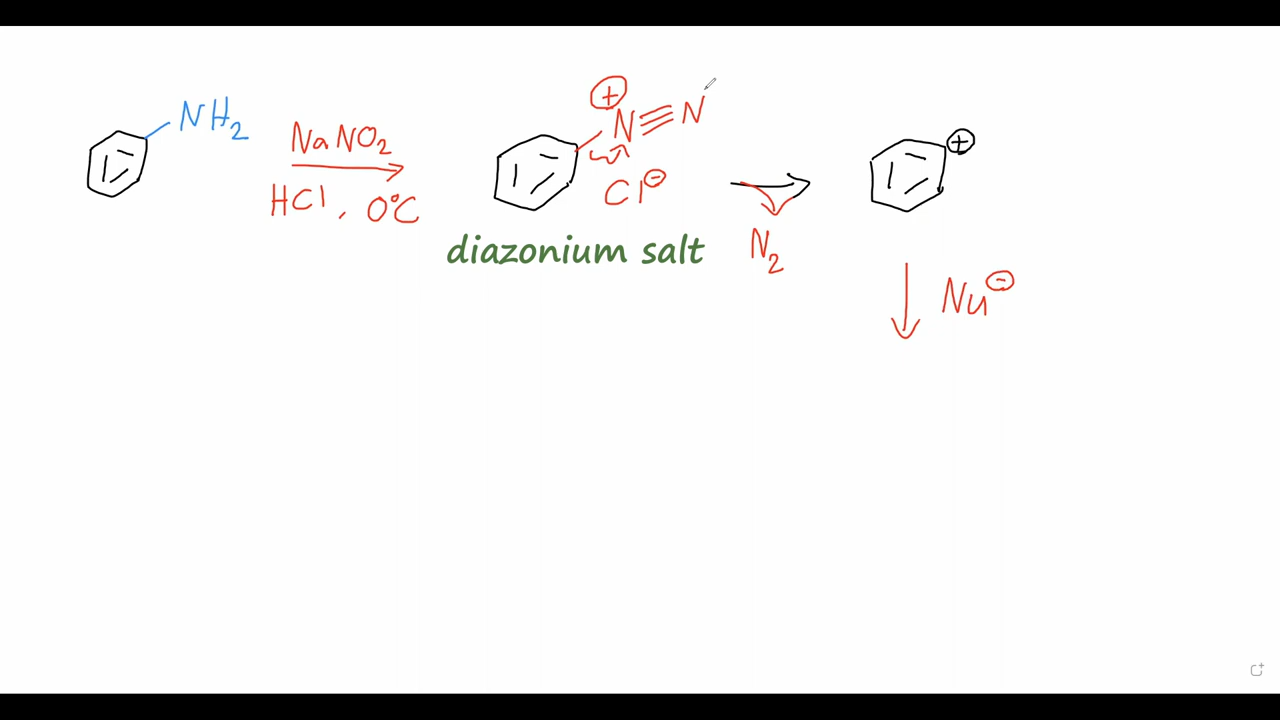 NH₂
NaNO₂
HCl, 0°C
⊕
N≡N
Cl⊖
diazonium salt
N₂
⊕
Nu⊖